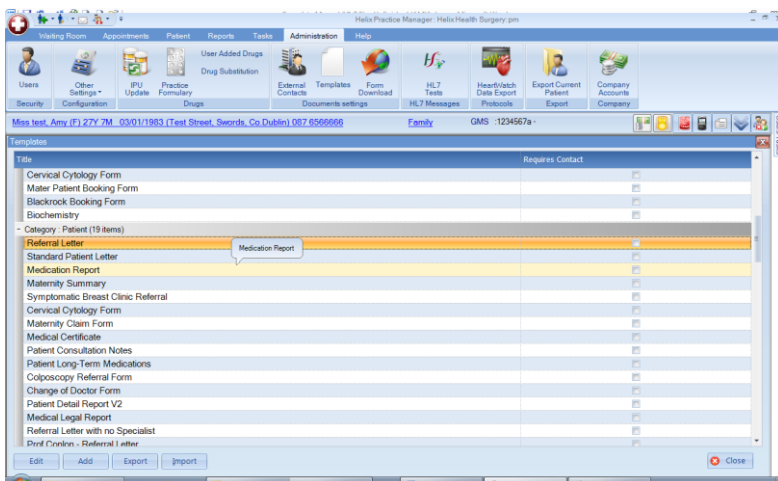 Helix Practice Manager: Helix Health Surgery: pm
Waiting Room Appointments Patient Reports Tasks Administration Help
Users
Other Settings
IPU Update
Practice Formulary
User Added Drugs
Drug Substitution
External Contacts
Templates
Form Download
HL7 Tests
HeartWatch Data Export
Export Current Patient
Company Accounts
Security Configuration Drugs Documents settings HL7 Messages Protocols Export Company
Miss test, Amy (F) 27Y 7M 03/01/1983 (Test Street, Swords, Co.Dublin) 087 6566666 Family GMS :1234567a -
Templates
Title Requires Contact
Cervical Cytology Form
Mater Patient Booking Form
Blackrock Booking Form
Biochemistry
- Category : Patient (19 items)
Referral Letter
Medication Report
Standard Patient Letter
Medication Report
Maternity Summary
Symptomatic Breast Clinic Referral
Cervical Cytology Form
Maternity Claim Form
Medical Certificate
Patient Consultation Notes
Patient Long-Term Medications
Colposcopy Referral Form
Change of Doctor Form
Patient Detail Report V2
Medical Legal Report
Referral Letter with no Specialist
Prof Conlon - Referral Letter
Edit Add Export Import Close